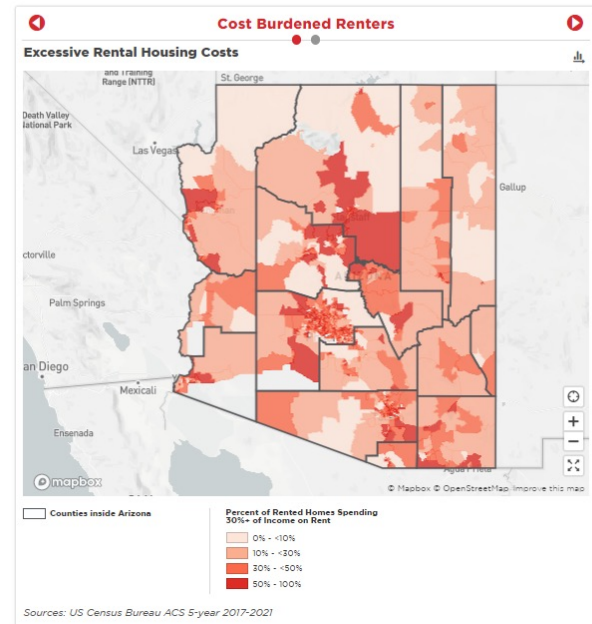 Cost Burdened Renters
Excessive Rental Housing Costs
and Training
Range (NTTR)
St. George
Death Valley
National Park
Las Vegas
Gallup
ctorville
Palm Springs
an Diego
Mexicali
Ensenada
Agua Prieta
mapbox
© Mapbox © OpenStreetMap Improve this map
Counties inside Arizona
Percent of Rented Homes Spending
30%+ of Income on Rent
0% - <10%
10% - <30%
30% - <50%
50% - 100%
Sources: US Census Bureau ACS 5-year 2017-2021